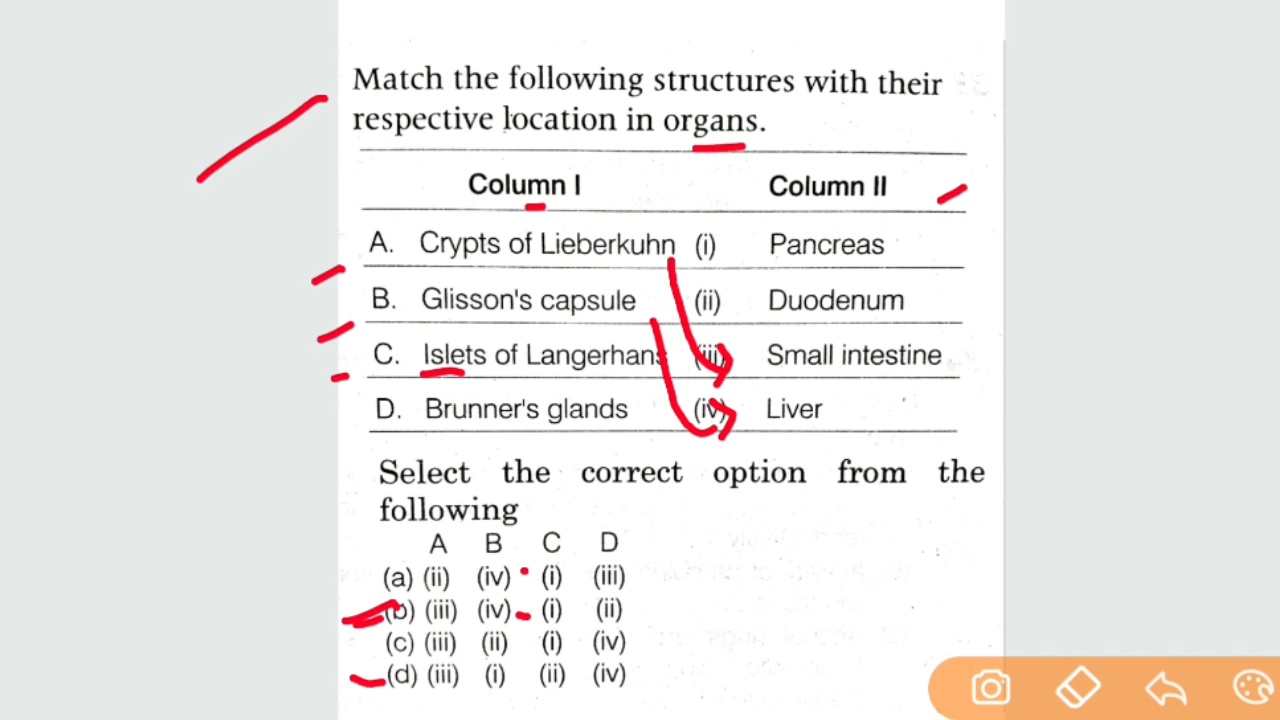 Match the following structures with their
respective location in organs.
Column I Column II
A. Crypts of Lieberkuhn (i) Pancreas
B. Glisson's capsule (ii) Duodenum
C. Islets of Langerhans (iii) Small intestine
D. Brunner's glands (iv) Liver
Select the correct option from the
following
A B C D
(a) (ii) (iv) (i) (iii)
(b) (iii) (iv) (i) (ii)
(c) (iii) (ii) (i) (iv)
(d) (iii) (i) (ii) (iv)